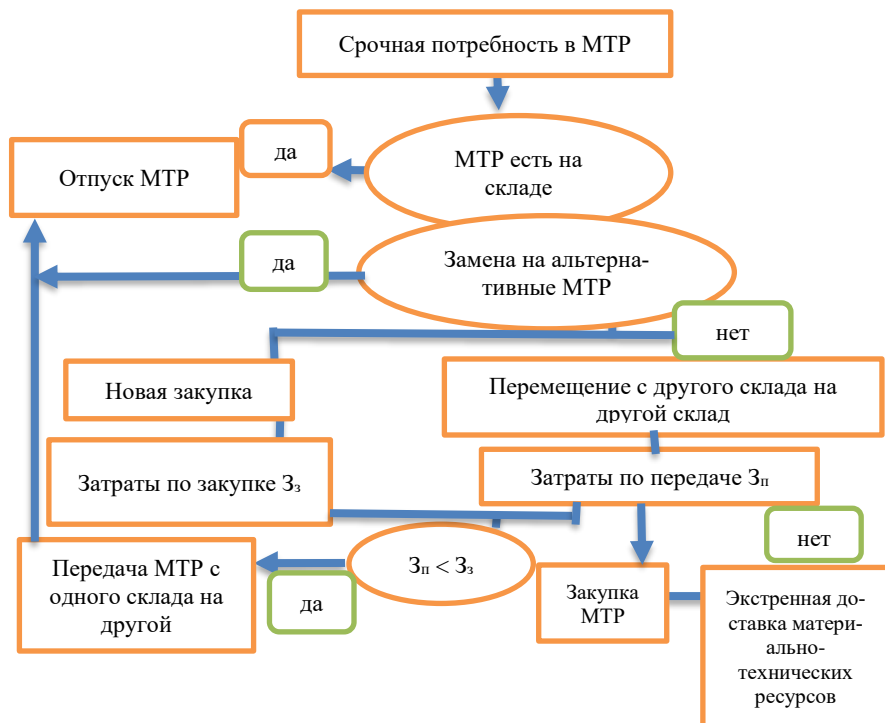 Срочная потребность в МТР
да
МТР есть на
складе
Отпуск МТР
да
Замена на альтерна-
тивные МТР
нет
Новая закупка
Перемещение с другого склада на
другой склад
Затраты по закупке Зз
Затраты по передаче Зп
нет
Передача МТР с
одного склада на
другой
да
Зп < Зз
Закупка
МТР
Экстренная до-
ставка матери-
ально-
технических
ресурсов